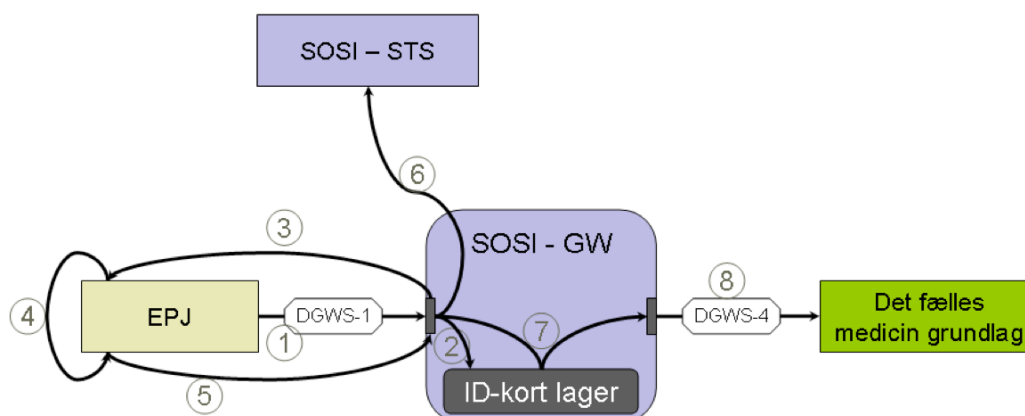 SOSI – STS
6
3
SOSI - GW
8
4
EPJ
DGWS-1
DGWS-4
Det fælles
medicin grundlag
1
2
7
5
ID-kort lager